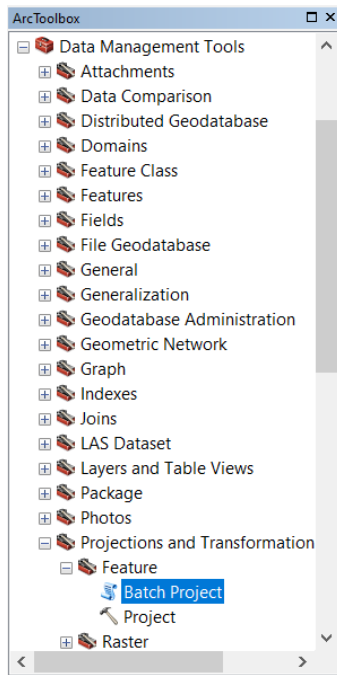 ArcToolbox
Data Management Tools
Attachments
Data Comparison
Distributed Geodatabase
Domains
Feature Class
Features
Fields
File Geodatabase
General
Generalization
Geodatabase Administration
Geometric Network
Graph
Indexes
Joins
LAS Dataset
Layers and Table Views
Package
Photos
Projections and Transformation
Feature
Batch Project
Project
Raster